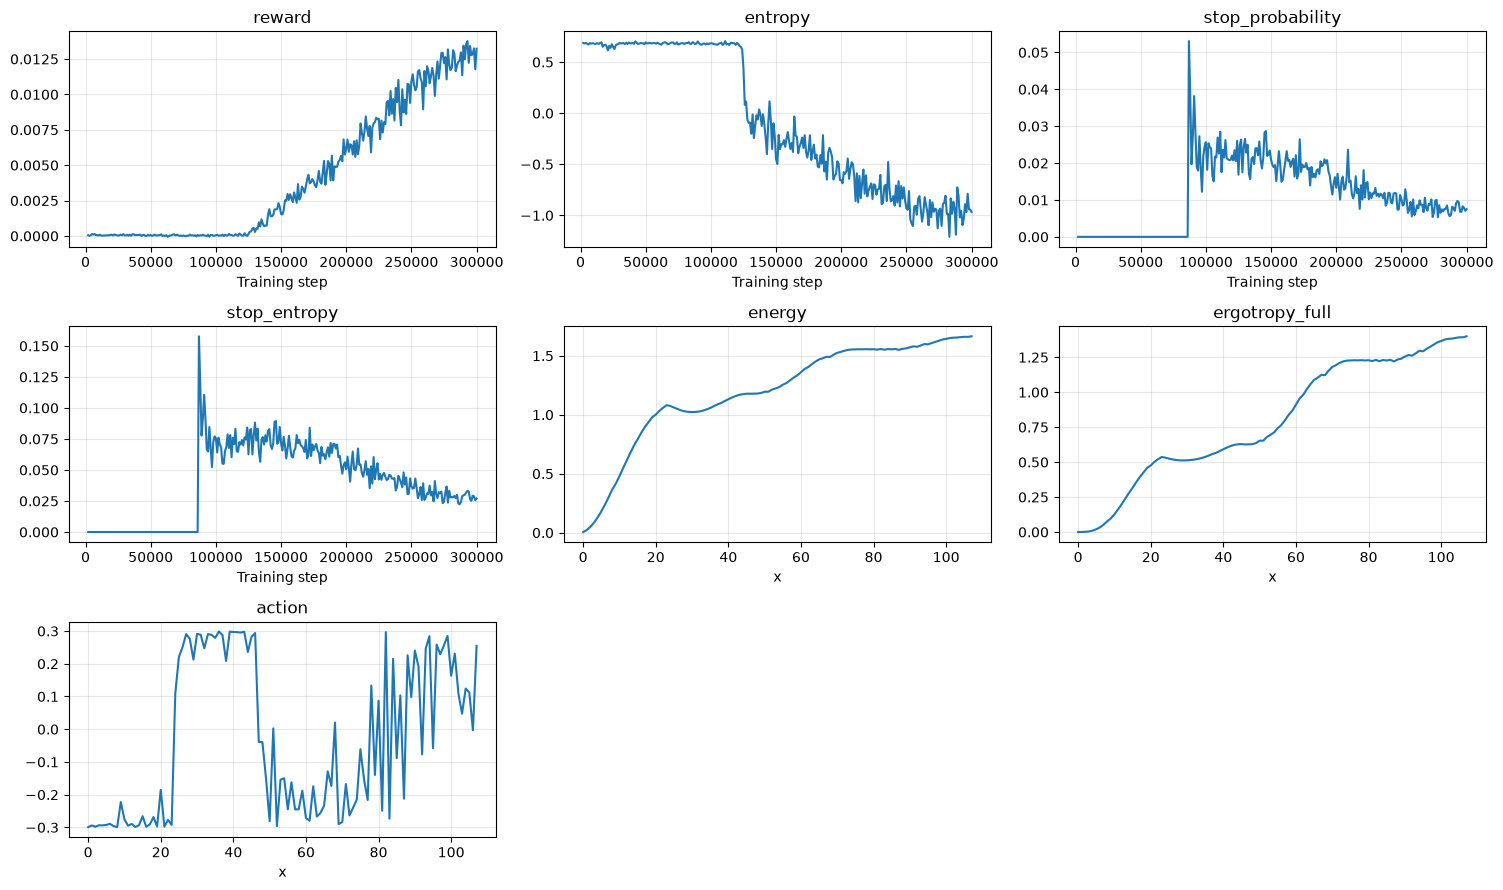 reward
0.0125
0.0100
0.0075
0.0050
0.0025
0.0000
0 50000 100000 150000 200000 250000 300000
Training step
entropy
0.5
0.0
−0.5
−1.0
0 50000 100000 150000 200000 250000 300000
Training step
stop_probability
0.05
0.04
0.03
0.02
0.01
0.00
0 50000 100000 150000 200000 250000 300000
Training step
stop_entropy
0.150
0.125
0.100
0.075
0.050
0.025
0.000
0 50000 100000 150000 200000 250000 300000
Training step
energy
1.5
1.0
0.5
0.0
0 20 40 60 80 100
x
ergotropy_full
1.25
1.00
0.75
0.50
0.25
0.00
0 20 40 60 80 100
x
action
0.3
0.2
0.1
0.0
−0.1
−0.2
−0.3
0 20 40 60 80 100
x